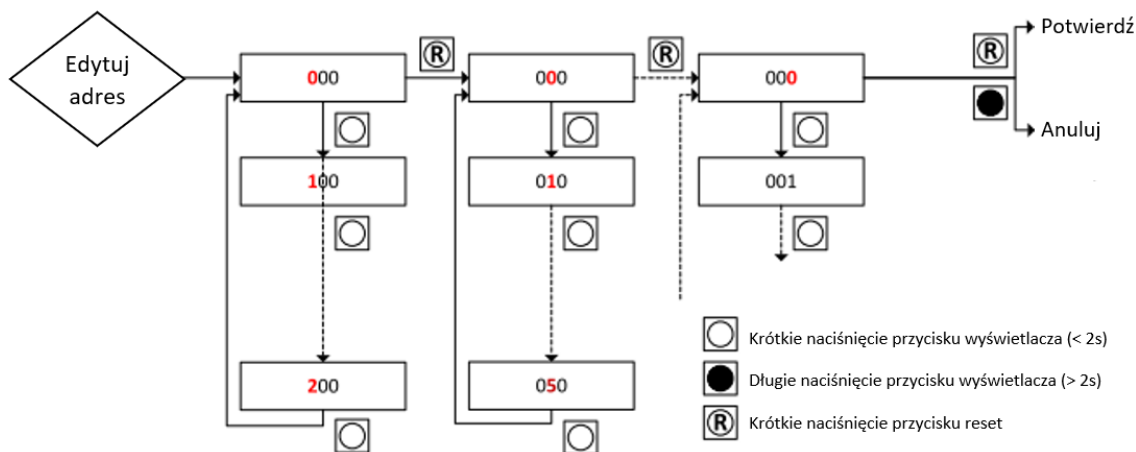 Edytuj
adres
000
R
000
R
000
R
Potwierdź
Anuluj
100
010
001
200
050
Krótkie naciśnięcie przycisku wyświetlacza (< 2s)
Długie naciśnięcie przycisku wyświetlacza (> 2s)
R Krótkie naciśnięcie przycisku reset